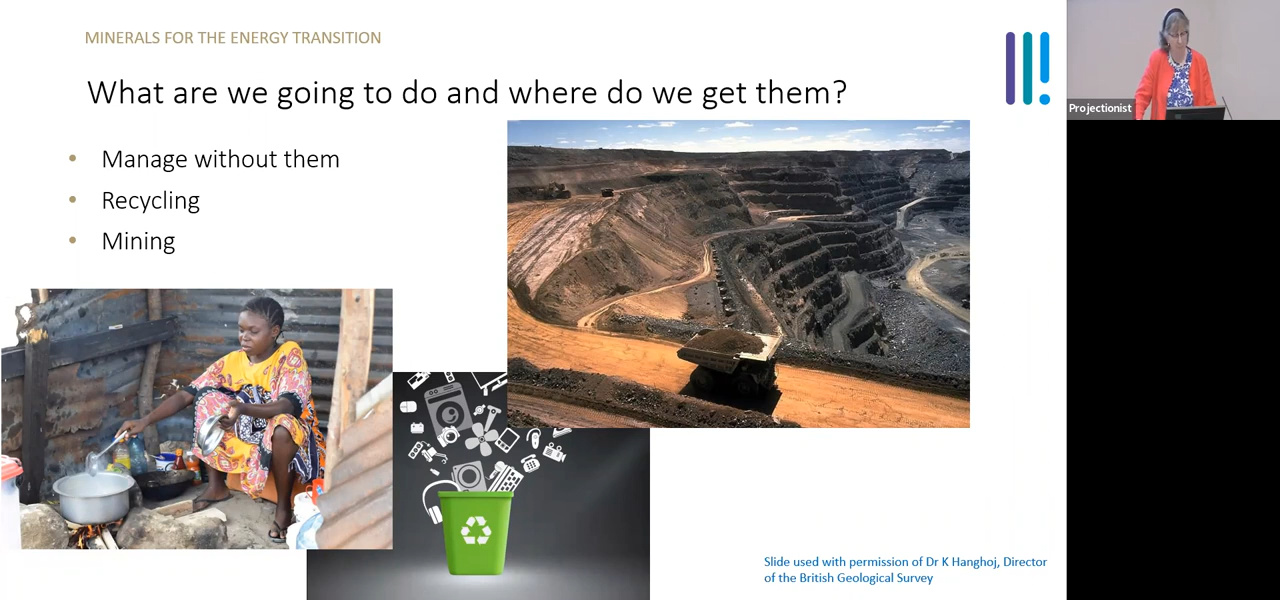 MINERALS FOR THE ENERGY TRANSITION
What are we going to do and where do we get them?
• Manage without them
• Recycling
• Mining
Slide used with permission of Dr K Hanghoj, Director
of the British Geological Survey
Projectionist